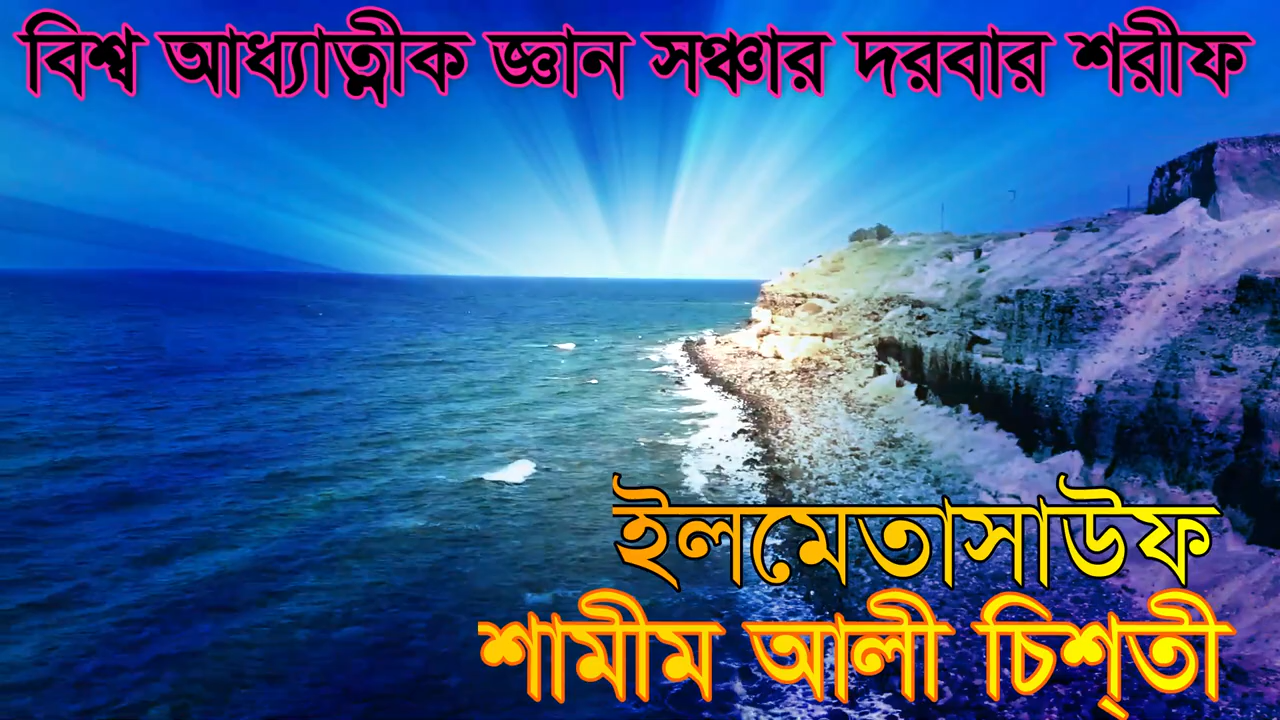 বিশ্ব আধ্যাত্নীক জ্ঞান সঞ্চার দরবার শরীফ
ইলমেতাসাউফ
শামীম আলী চিশ্‌তী